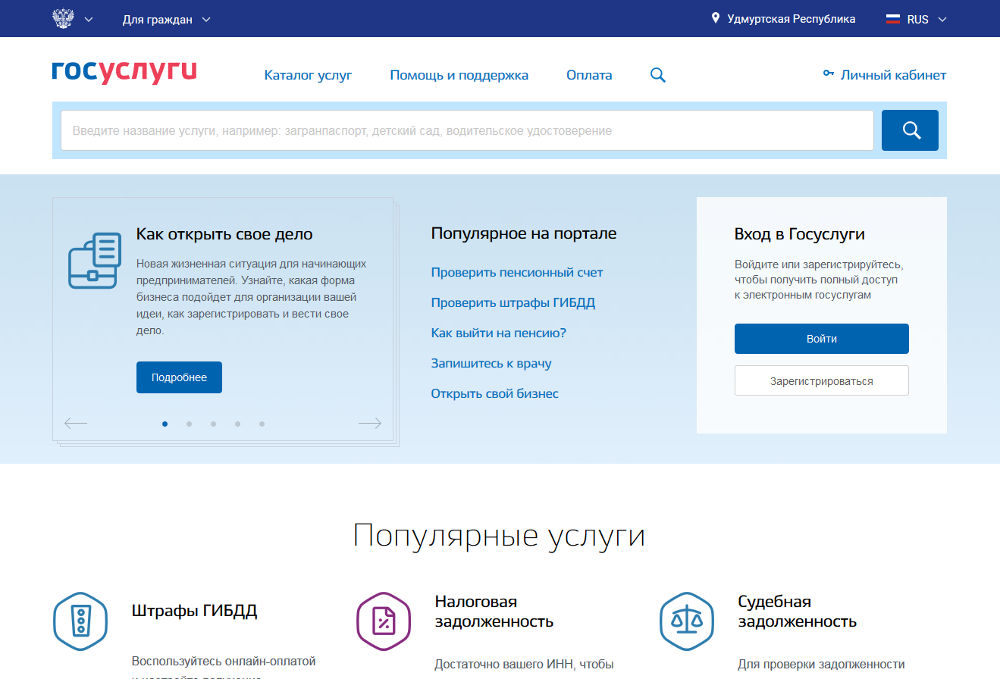 Для граждан
Удмуртская Республика
RUS
госуслуги
Каталог услуг
Помощь и поддержка
Оплата
Личный кабинет
Введите название услуги, например: загранпаспорт, детский сад, водительское удостоверение
Как открыть свое дело
Новая жизненная ситуация для начинающих
предпринимателей. Узнайте, какая форма
бизнеса подойдет для организации вашей
идеи, как зарегистрировать и вести свое
дело.
Подробнее
Популярное на портале
Проверить пенсионный счет
Проверить штрафы ГИБДД
Как выйти на пенсию?
Запишитесь к врачу
Открыть свой бизнес
Вход в Госуслуги
Войдите или зарегистрируйтесь,
чтобы получить полный доступ
к электронным госуслугам
Войти
Зарегистрироваться
Популярные услуги
Штрафы ГИБДД
Воспользуйтесь онлайн-оплатой
Налоговая
задолженность
Достаточно вашего ИНН, чтобы
Судебная
задолженность
Для проверки задолженности